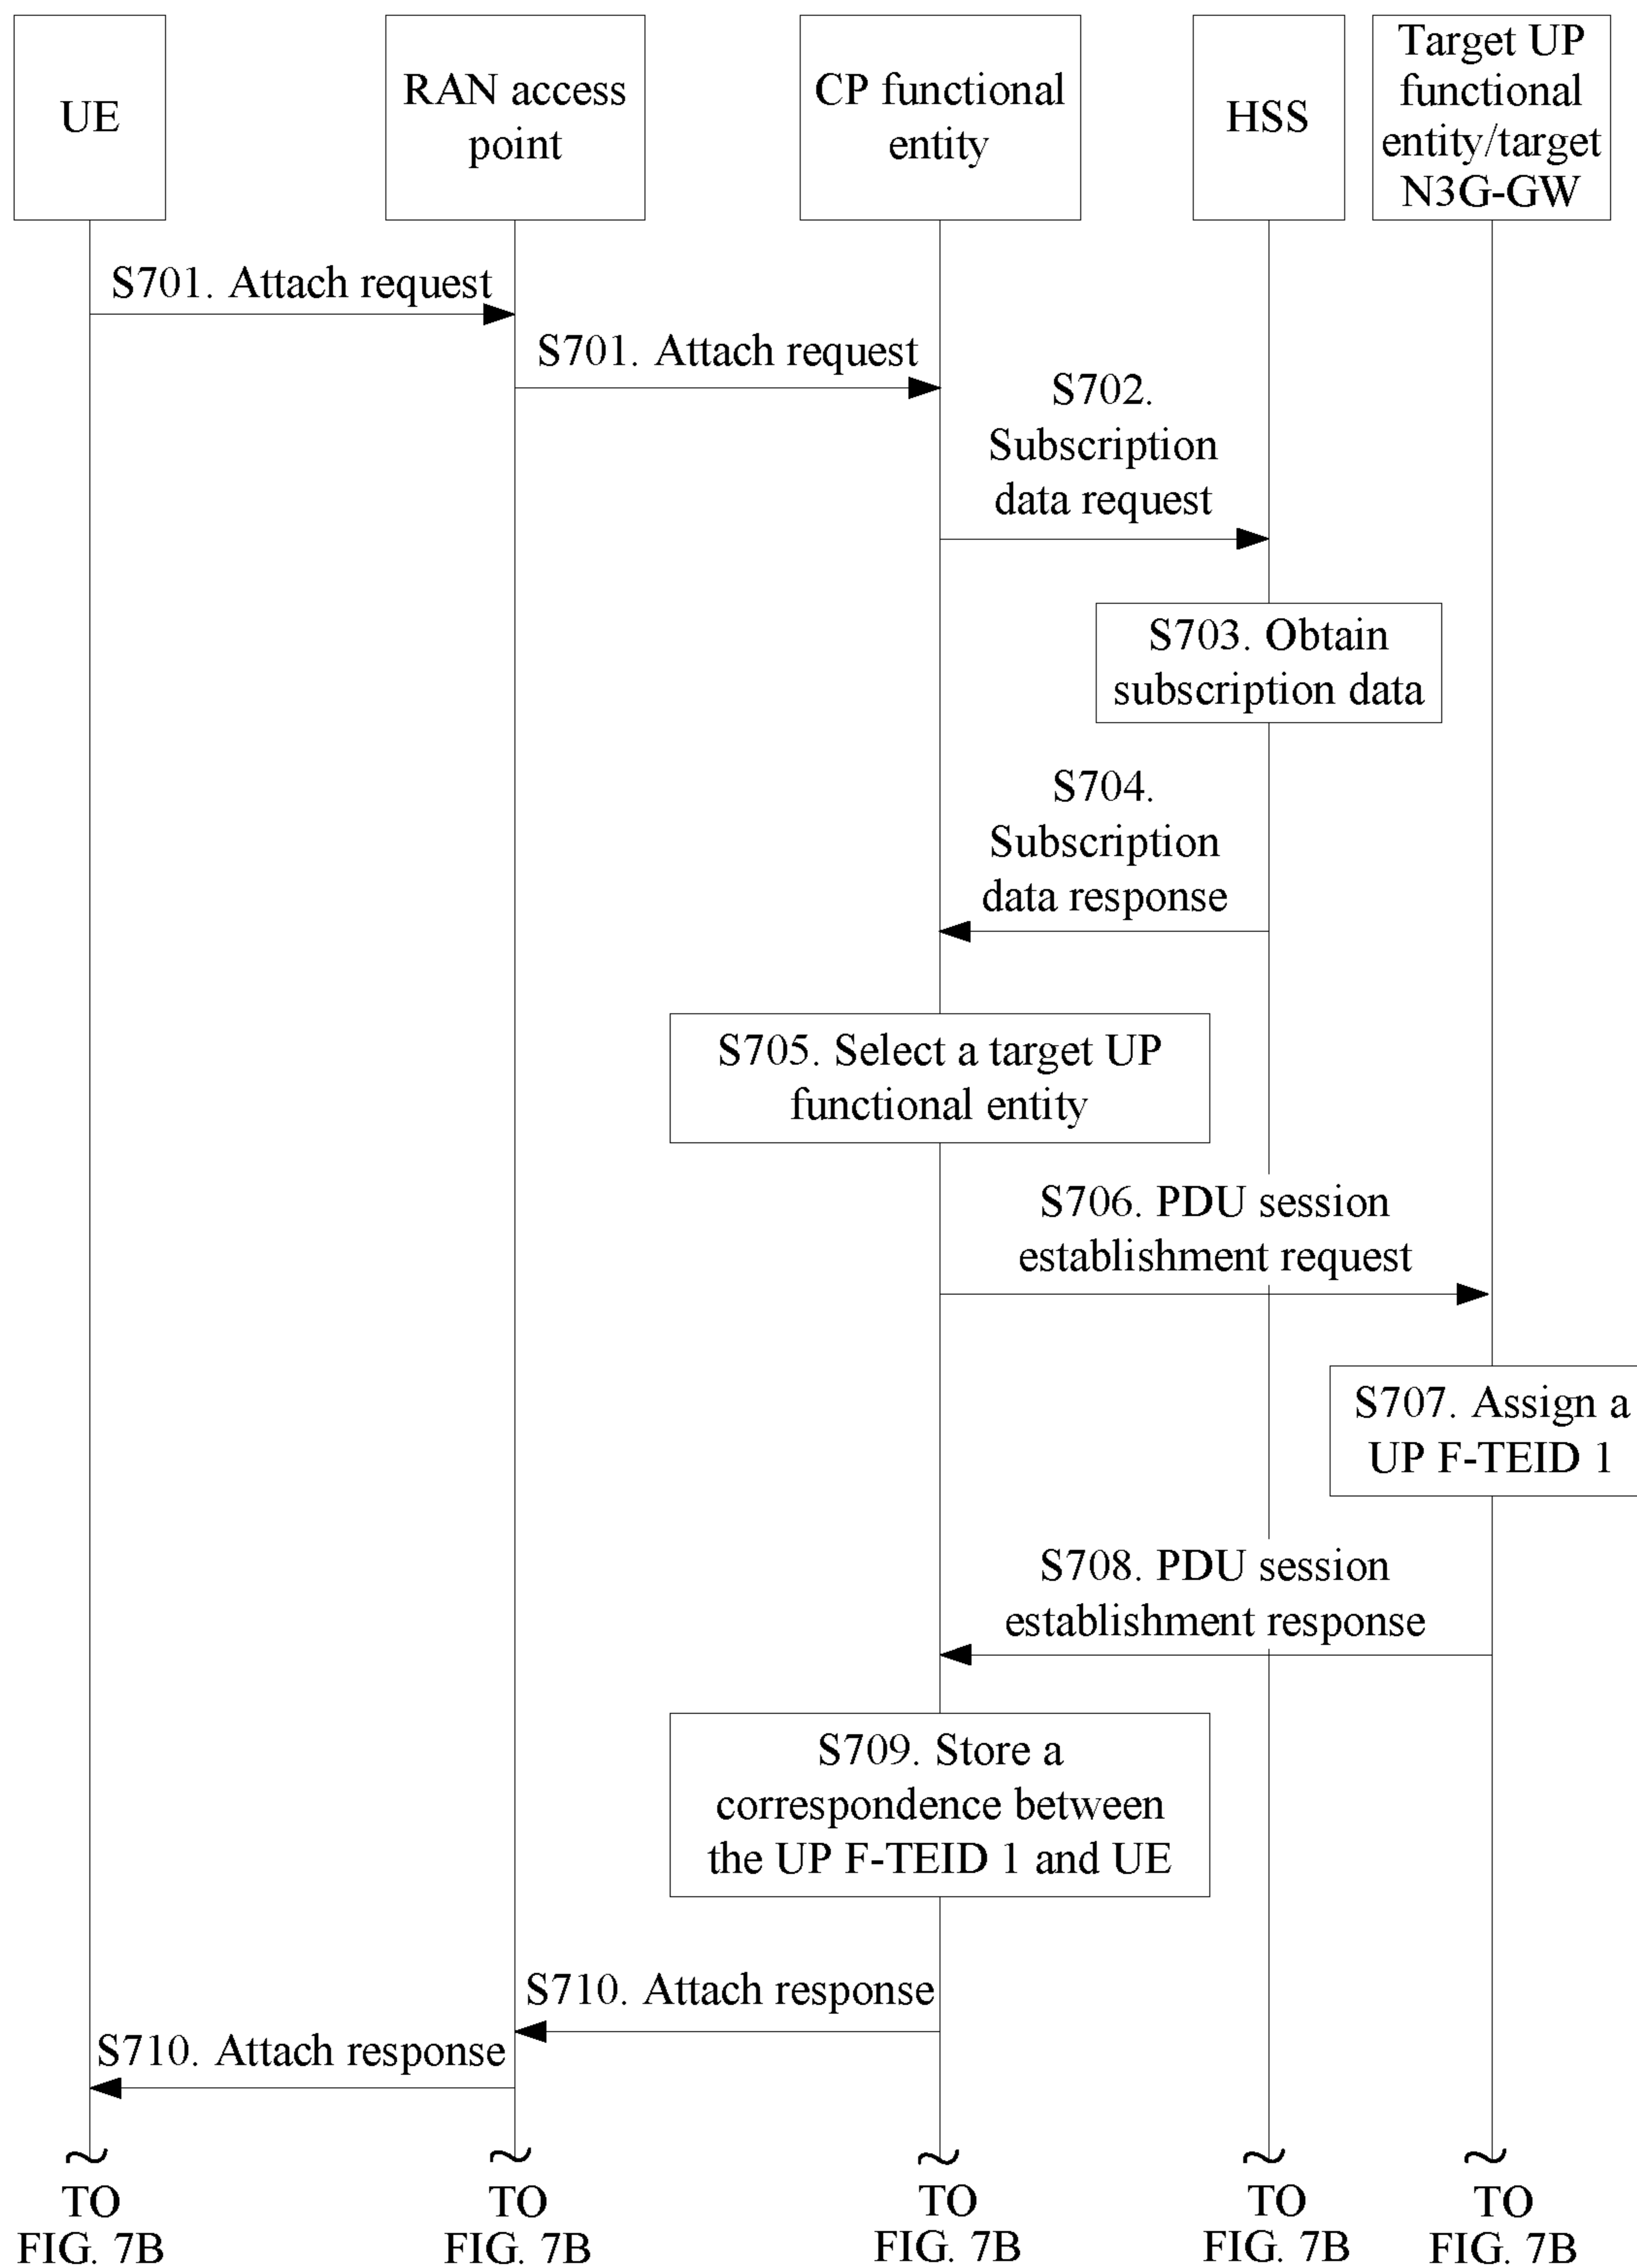 UE
RAN access
point
CP functional
entity
HSS
Target UP
functional
entity/target
N3G-GW
S701. Attach request
S701. Attach request
S702.
Subscription
data request
S703. Obtain
subscription data
S704.
Subscription
data response
S705. Select a target UP
functional entity
S706. PDU session
establishment request
S707. Assign a
UP F-TEID 1
S708. PDU session
establishment response
S709. Store a
correspondence between
the UP F-TEID 1 and UE
S710. Attach response
S710. Attach response
TO
FIG. 7B
TO
FIG. 7B
TO
FIG. 7B
TO
FIG. 7B
TO
FIG. 7B